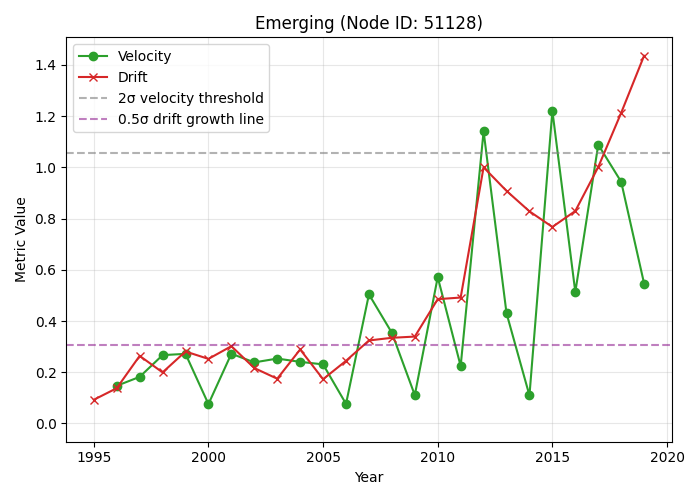 Emerging (Node ID: 51128)
Velocity
Drift
2σ velocity threshold
0.5σ drift growth line
Metric Value
1.4
1.2
1.0
0.8
0.6
0.4
0.2
0.0
1995 2000 2005 2010 2015 2020
Year